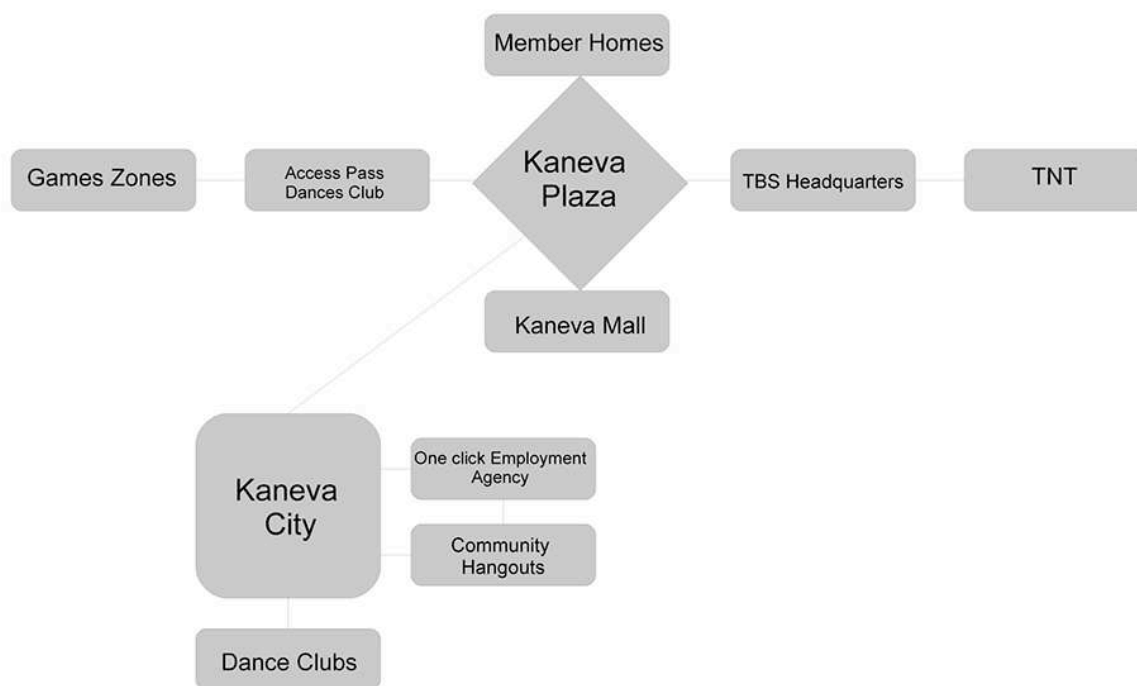 Member Homes
Games Zones
Access Pass
Dances Club
Kaneva
Plaza
TBS Headquarters
TNT
Kaneva Mall
Kaneva
City
One click Employment
Agency
Community
Hangouts
Dance Clubs